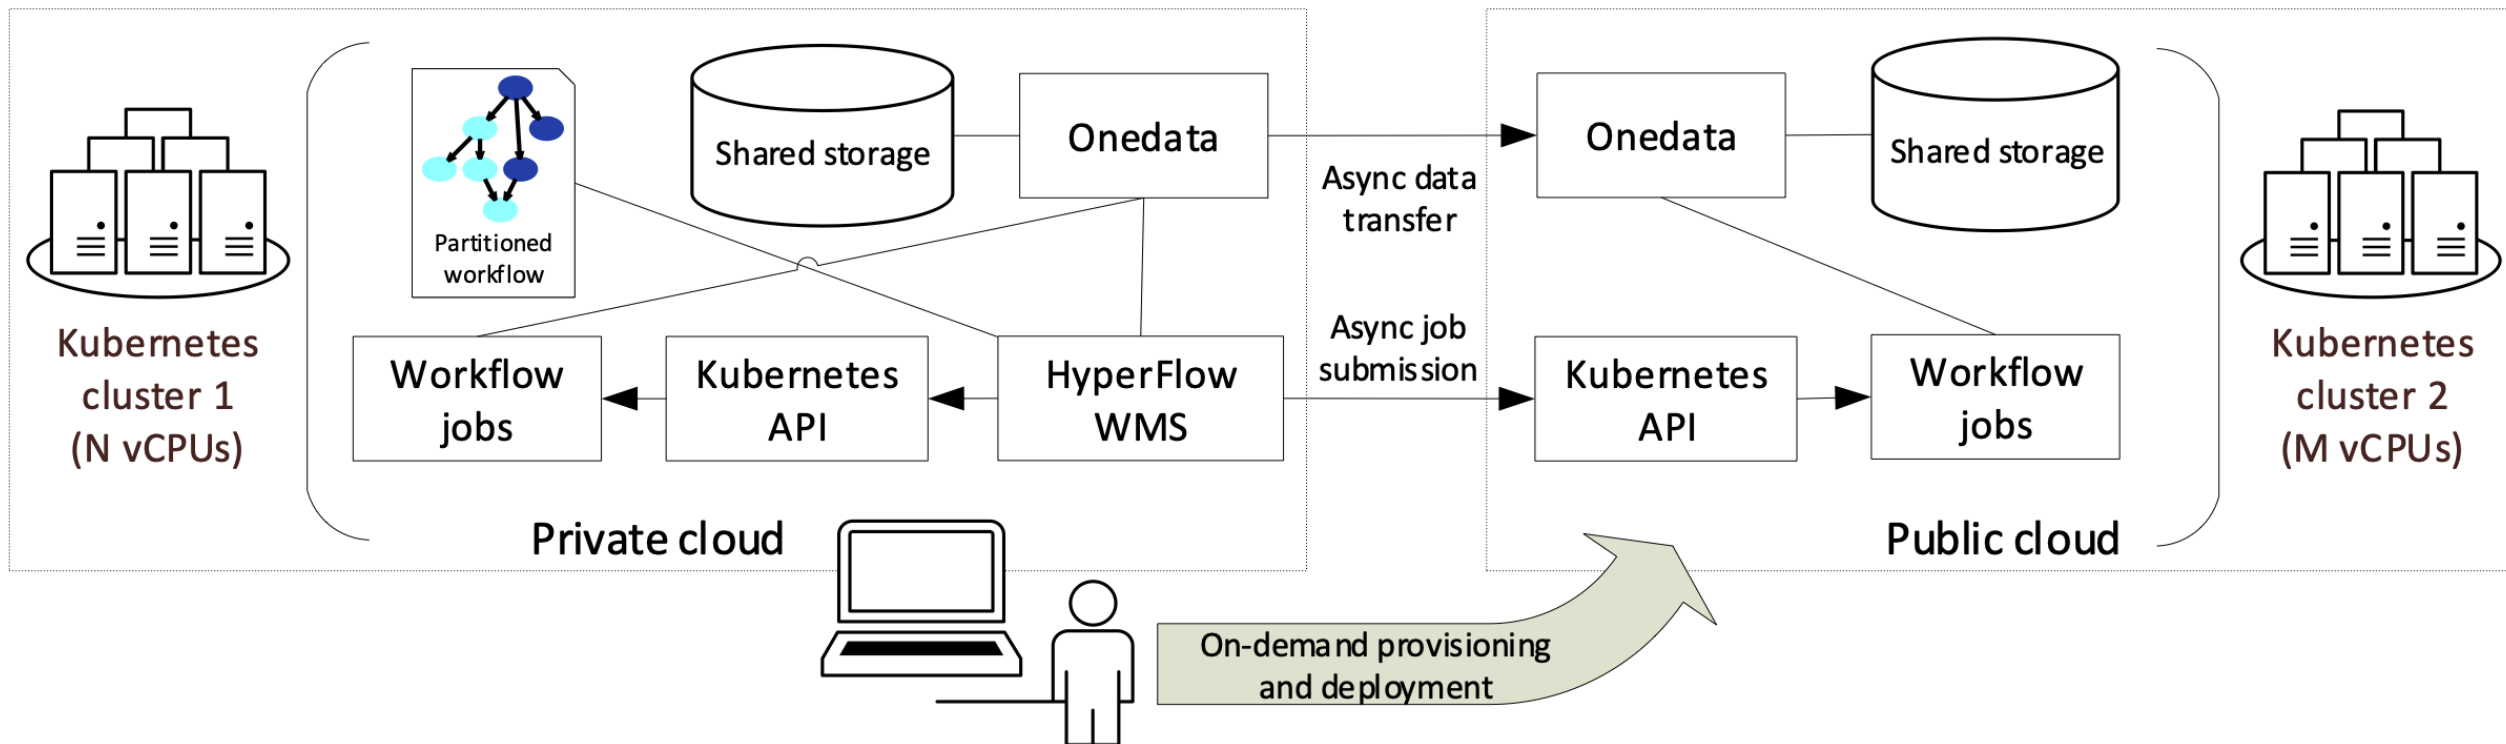 Partitioned
workflow
Shared storage
Onedata
Async data
transfer
Onedata
Shared storage
Kubernetes
cluster 1
(N vCPUs)
Workflow
jobs
Kubernetes
API
HyperFlow
WMS
Async job
submission
Kubernetes
API
Workflow
jobs
Kubernetes
cluster 2
(M vCPUs)
Private cloud
Public cloud
On-demand provisioning
and deployment